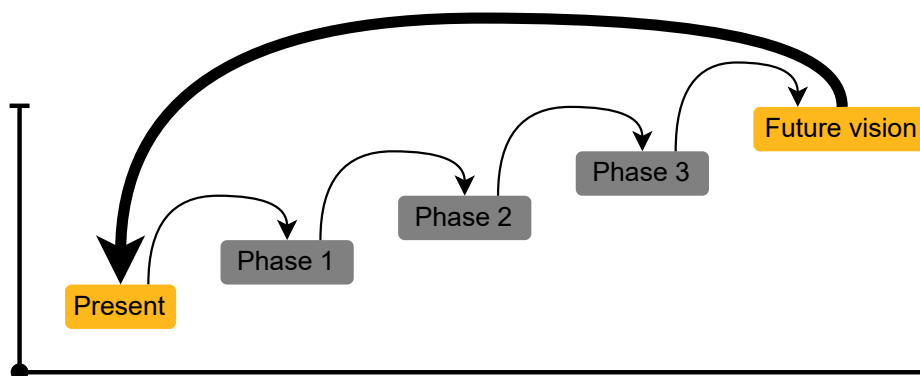 Future vision
Phase 3
Phase 2
Phase 1
Present